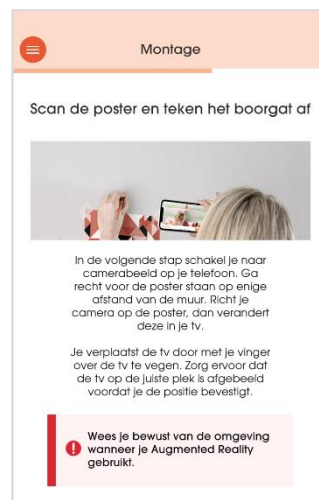 Montage
Scan de poster en teken het boorgat af
In de volgende stap schakel je naar
camerabeeld op je telefoon. Ga
recht voor de poster staan op enige
afstand van de muur. Richt je
camera op de poster, dan verandert
deze in je tv.
Je verplaatst de tv door met je vinger
over de tv te vegen. Zorg ervoor dat
de tv op de juiste plek is afgebeeld
voordat je de positie bevestigt.
Wees je bewust van de omgeving
wanneer je Augmented Reality
gebruikt.